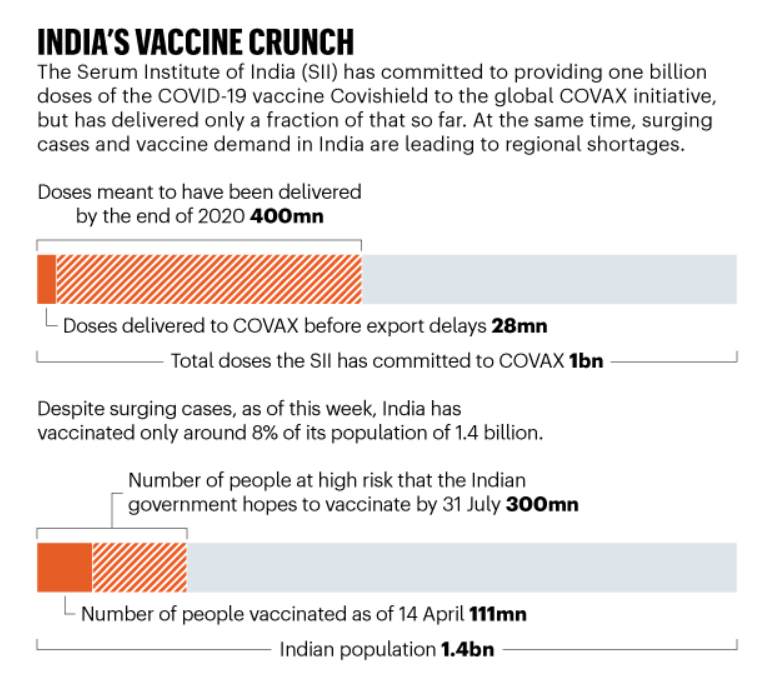 INDIA'S VACCINE CRUNCH
The Serum Institute of India (SII) has committed to providing one billion
doses of the COVID-19 vaccine Covishield to the global COVAX initiative,
but has delivered only a fraction of that so far. At the same time, surging
cases and vaccine demand in India are leading to regional shortages.
Doses meant to have been delivered
by the end of 2020 400mn
Doses delivered to COVAX before export delays 28mn
Total doses the SII has committed to COVAX 1bn
Despite surging cases, as of this week, India has
vaccinated only around 8% of its population of 1.4 billion.
Number of people at high risk that the Indian
government hopes to vaccinate by 31 July 300mn
Number of people vaccinated as of 14 April 111mn
Indian population 1.4bn